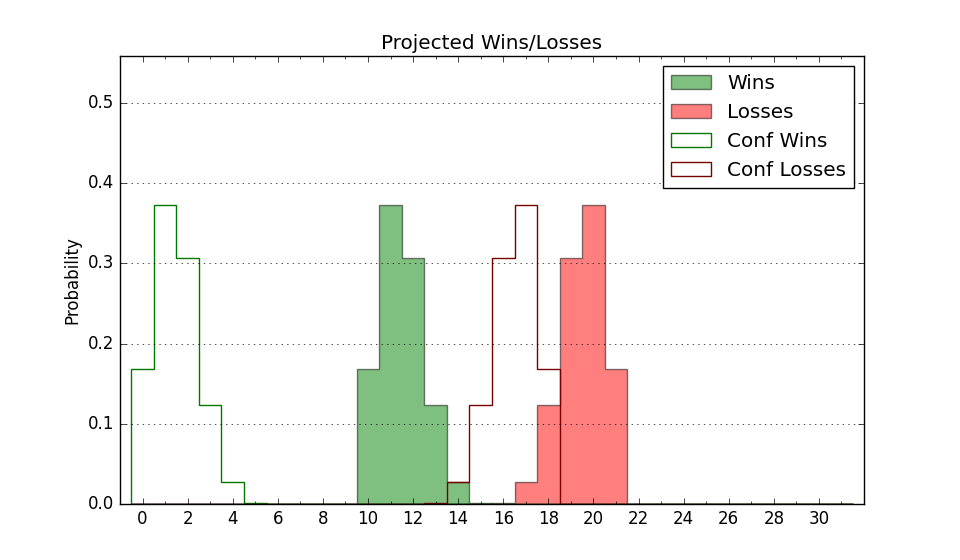 Projected Wins/Losses
Wins
Losses
Conf Wins
Conf Losses
Probability
0.5
0.4
0.3
0.2
0.1
0.0
0 2 4 6 8 10 12 14 16 18 20 22 24 26 28 30